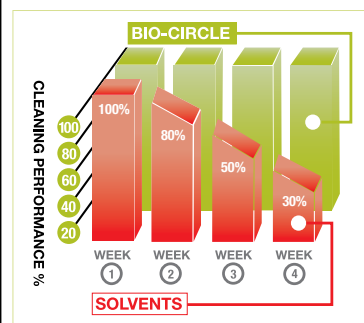 BIO-CIRCLE
CLEANING PERFORMANCE %
100
80
60
40
20
100%
80%
50%
30%
WEEK
1
WEEK
2
WEEK
3
WEEK
4
SOLVENTS